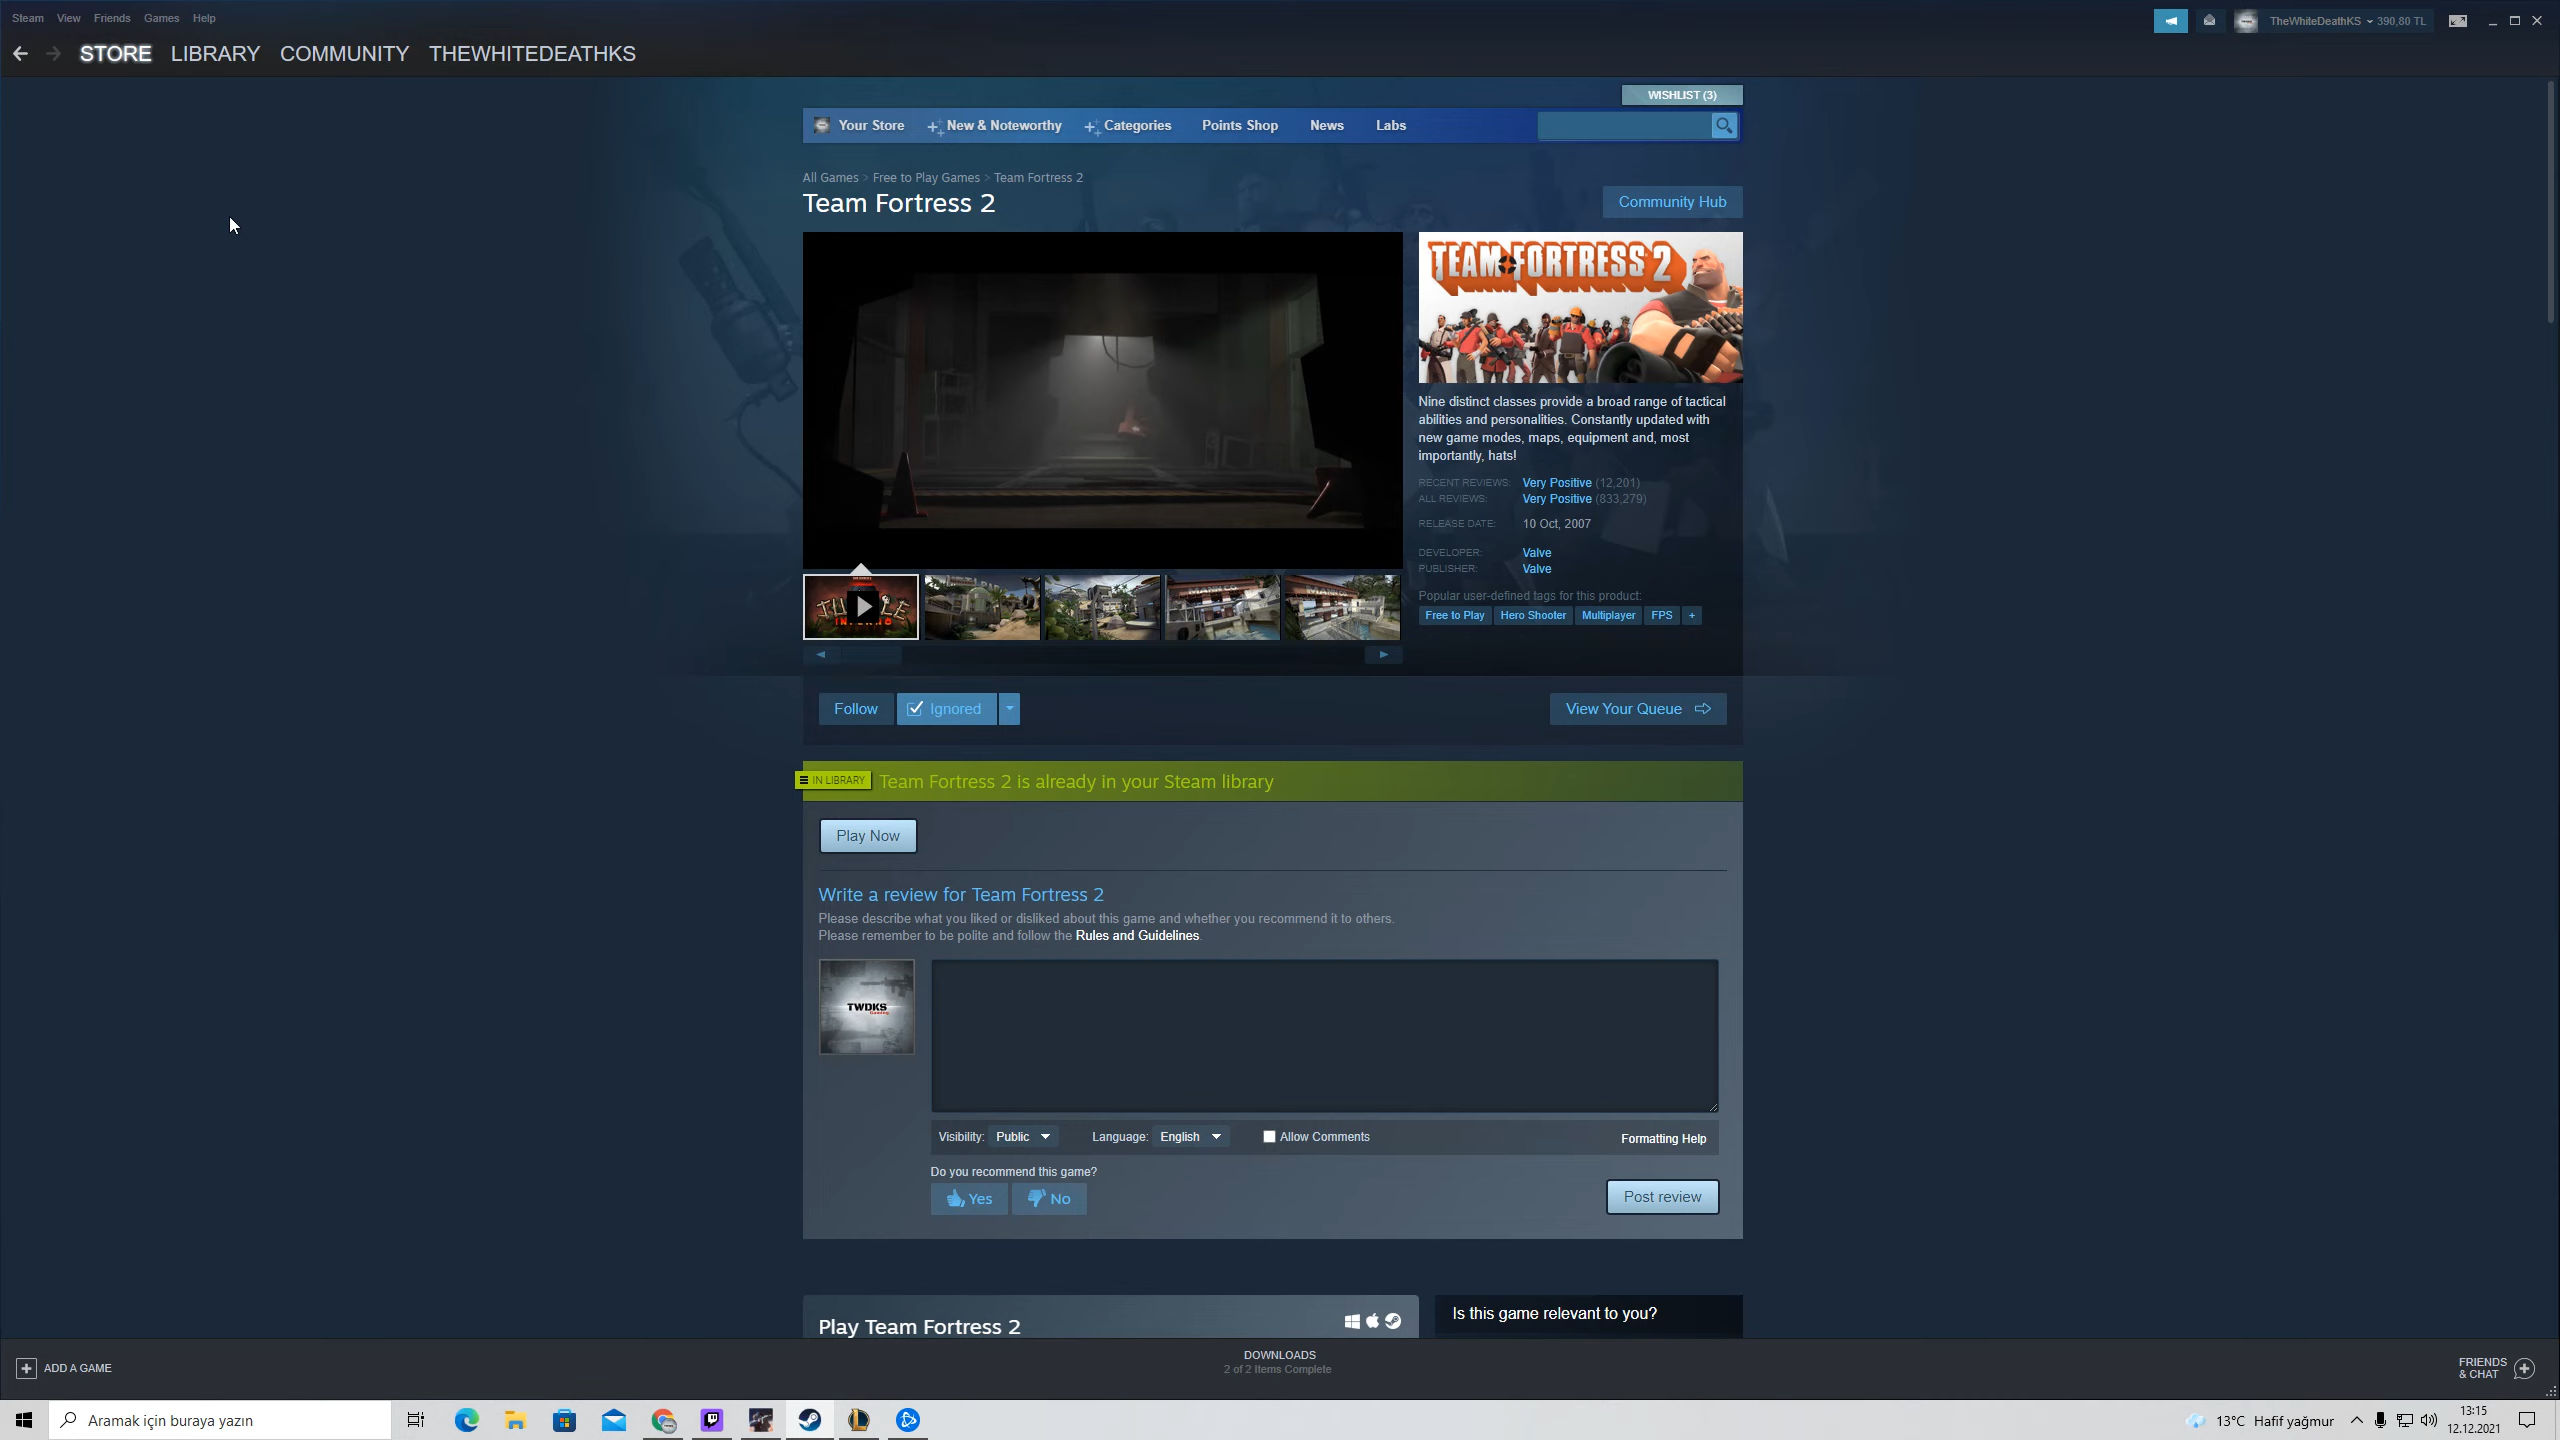 Steam View Friends Games Help
TheWhiteDeathKS 390,80 TL
STORE LIBRARY COMMUNITY THEWHITEDEATHKS
WISHLIST (3)
Your Store New & Noteworthy Categories Points Shop News Labs
All Games > Free to Play Games > Team Fortress 2
Team Fortress 2
Community Hub
TEAM FORTRESS 2
Nine distinct classes provide a broad range of tactical
abilities and personalities. Constantly updated with
new game modes, maps, equipment and, most
importantly, hats!
RECENT REVIEWS: Very Positive (12,201)
ALL REVIEWS: Very Positive (833,279)
RELEASE DATE: 10 Oct, 2007
DEVELOPER: Valve
PUBLISHER: Valve
Popular user-defined tags for this product:
Free to Play Hero Shooter Multiplayer FPS +
JUNGLE
INFERNO
Follow Ignored View Your Queue
IN LIBRARY Team Fortress 2 is already in your Steam library
Play Now
Write a review for Team Fortress 2
Please describe what you liked or disliked about this game and whether you recommend it to others.
Please remember to be polite and follow the Rules and Guidelines.
TWDKS
Gaming
Visibility: Public Language: English Allow Comments Formatting Help
Do you recommend this game?
Yes No Post review
Play Team Fortress 2
Is this game relevant to you?
ADD A GAME
DOWNLOADS
2 of 2 Items Complete
FRIENDS
& CHAT
Aramak için buraya yazın
13°C Hafif yağmur
13:15
12.12.2021